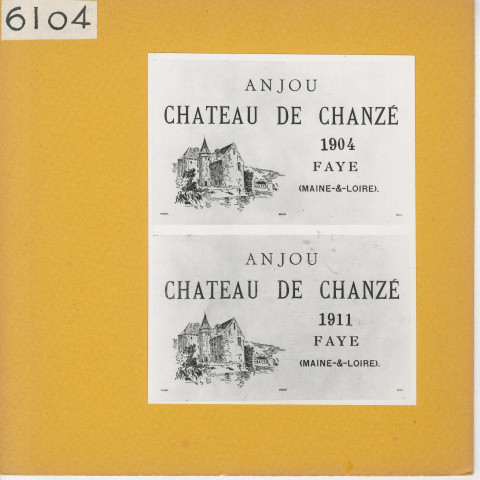 6104
ANJOU
CHATEAU DE CHANZÉ
1904
FAYE
(MAINE-&-LOIRE).
ANJOU
CHATEAU DE CHANZÉ
1911
FAYE
(MAINE-&-LOIRE).